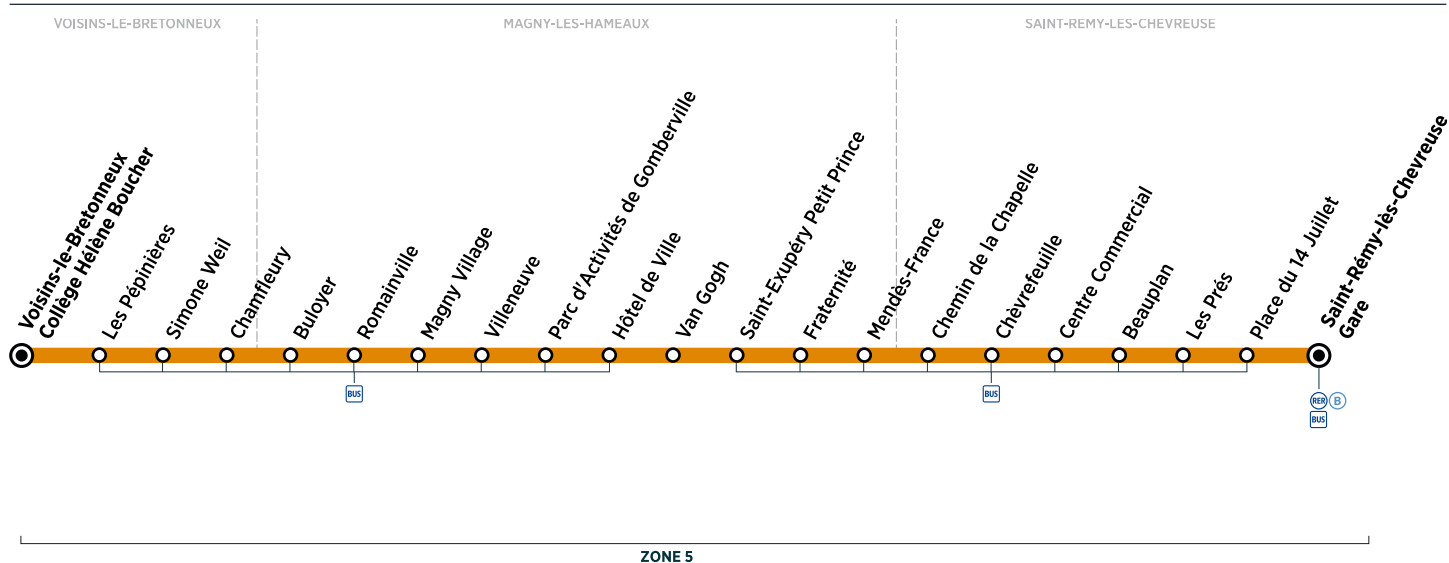 VOISINS-LE-BRETONNEUX
MAGNY-LES-HAMEAUX
SAINT-REMY-LES-CHEVREUSE
Voisins-le-Bretonneux
Collège Hélène Boucher
Les Pépinières
Simone Weil
Chamfleury
Buloyer
Romainville
Magny Village
Villeneuve
Parc d'Activités de Gomberville
Hôtel de Ville
Van Gogh
Saint-Exupéry Petit Prince
Fraternité
Mendès-France
Chemin de la Chapelle
Chèvrefeuille
Centre Commercial
Beauplan
Les Prés
Place du 14 Juillet
Saint-Rémy-lès-Chevreuse
Gare
BUS
BUS
RER B
BUS
ZONE 5